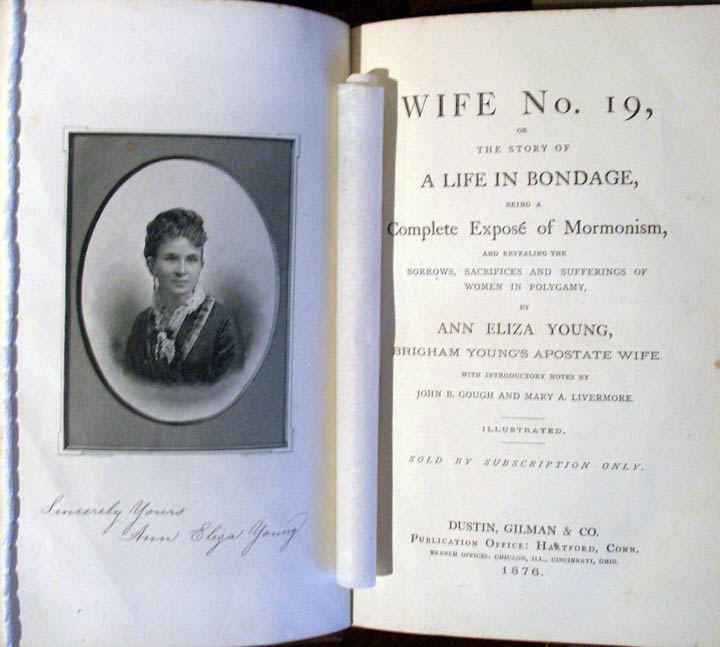 Sincerely Yours
Ann Eliza Young
WIFE No. 19,
OR
THE STORY OF
A LIFE IN BONDAGE,
BEING A
Complete Exposé of Mormonism,
AND REVEALING THE
SORROWS, SACRIFICES AND SUFFERINGS OF
WOMEN IN POLYGAMY,
BY
ANN ELIZA YOUNG,
BRIGHAM YOUNG'S APOSTATE WIFE.
WITH INTRODUCTORY NOTES BY
JOHN B. GOUGH AND MARY A. LIVERMORE.
ILLUSTRATED.
SOLD BY SUBSCRIPTION ONLY.
DUSTIN, GILMAN & CO.
PUBLICATION OFFICE: HARTFORD, CONN.
BRANCH OFFICES: CHICAGO, ILL., CINCINNATI, OHIO.
1876.